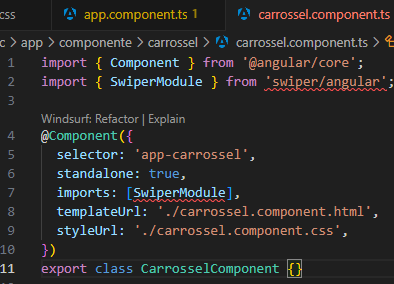 css app.component.ts 1 carrossel.component.ts
c > app > componente > carrossel > carrossel.component.ts >
1 import { Component } from '@angular/core';
2 import { SwiperModule } from 'swiper/angular';
3
Windsurf: Refactor | Explain
4 @Component({
5 selector: 'app-carrossel',
6 standalone: true,
7 imports: [SwiperModule],
8 templateUrl: './carrossel.component.html',
9 styleUrl: './carrossel.component.css',
10 })
11 export class CarrosselComponent {}